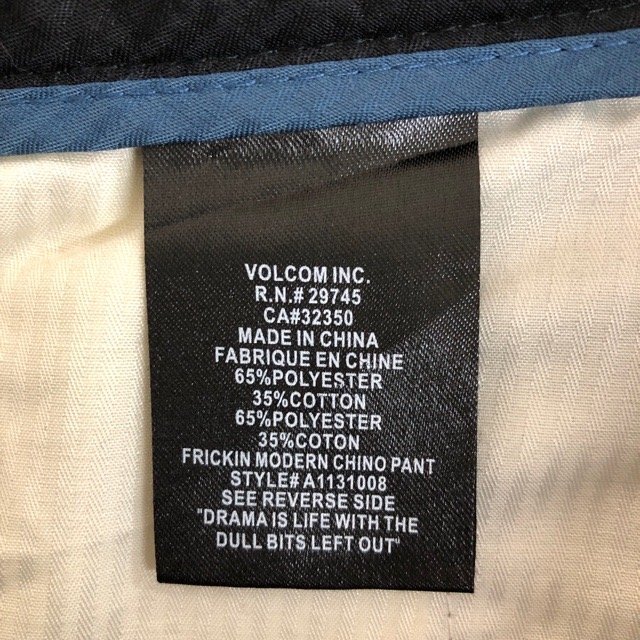 VOLCOM INC.
R.N.# 29745
CA#32350
MADE IN CHINA
FABRIQUE EN CHINE
65%POLYESTER
35%COTTON
65%POLYESTER
35%COTON
FRICKIN MODERN CHINO PANT
STYLE# A1131008
SEE REVERSE SIDE
"DRAMA IS LIFE WITH THE
DULL BITS LEFT OUT"